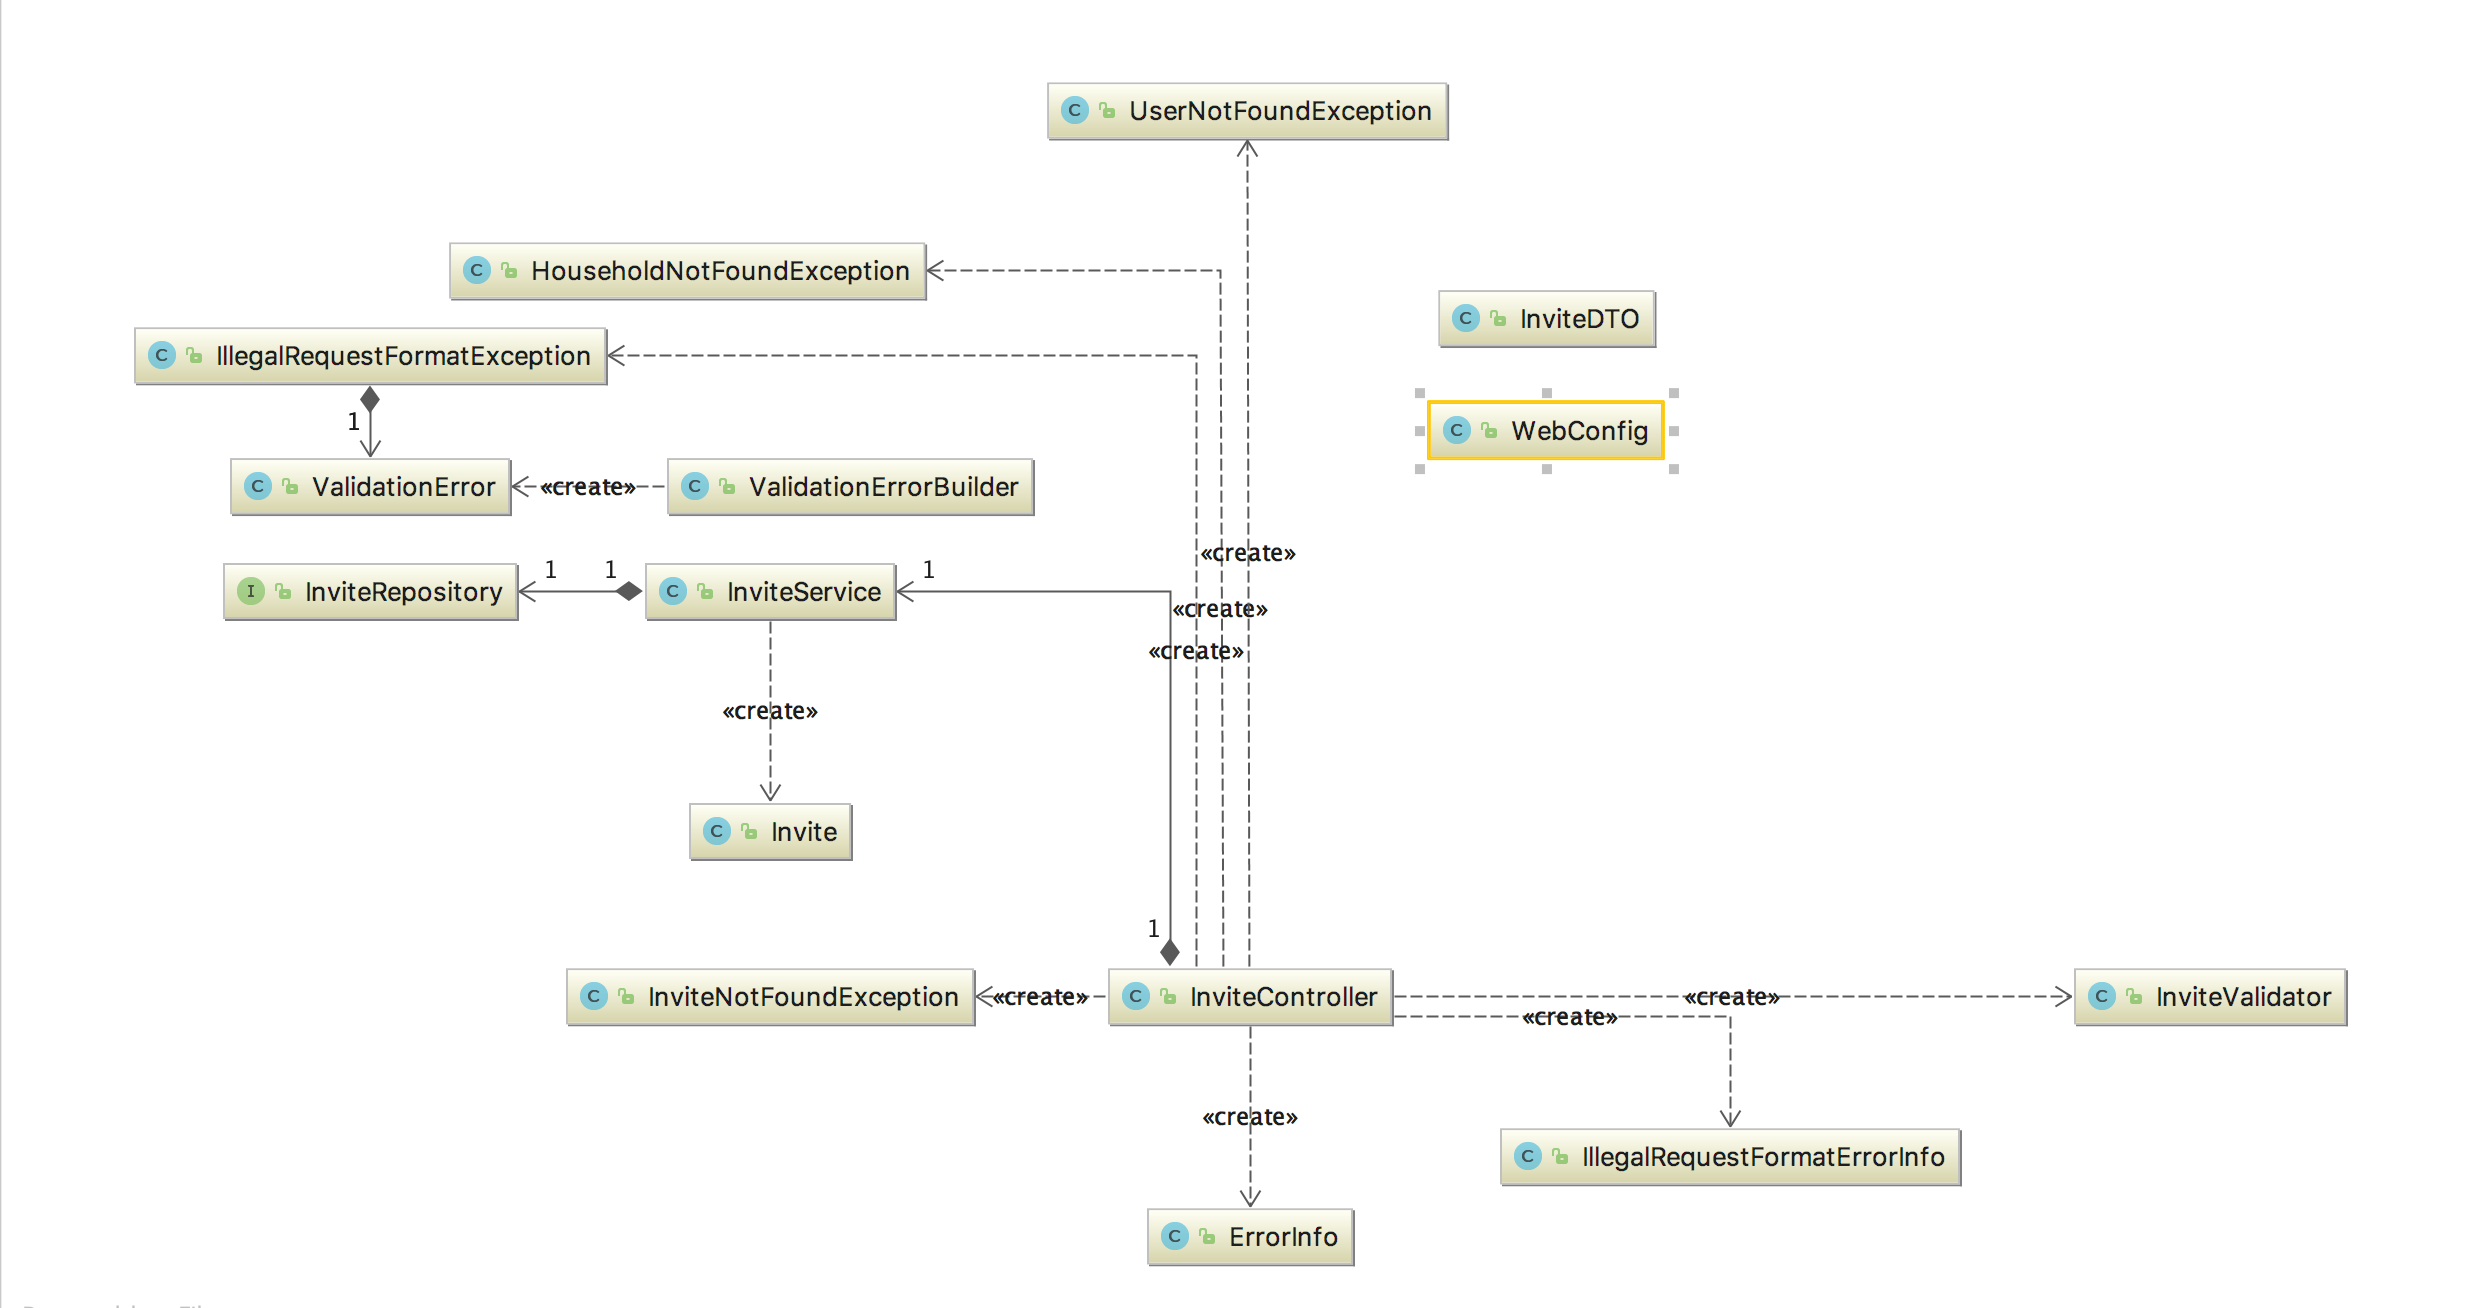 C UserNotFoundException
C HouseholdNotFoundException
C InviteDTO
C IllegalRequestFormatException
1
C WebConfig
C ValidationError
«create»
C ValidationErrorBuilder
«create»
1
1
1
I InviteRepository
C InviteService
«create»
«create»
«create»
C Invite
1
C InviteNotFoundException
«create»
C InviteController
«create»
C InviteValidator
«create»
«create»
C IllegalRequestFormatErrorInfo
C ErrorInfo